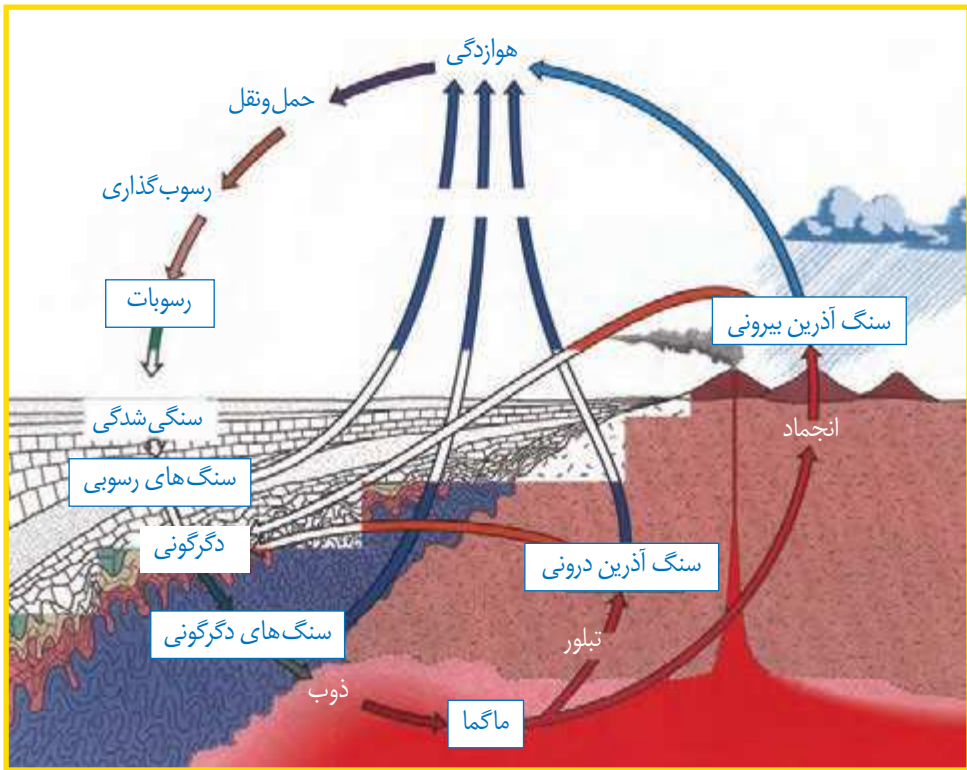 هوازدگی
حمل‌ونقل
رسوب‌گذاری
رسوبات
سنگ آذرین بیرونی
سنگی‌شدگی
انجماد
سنگ‌های رسوبی
دگرگونی
سنگ آذرین درونی
سنگ‌های دگرگونی
تبلور
ذوب
ماگما